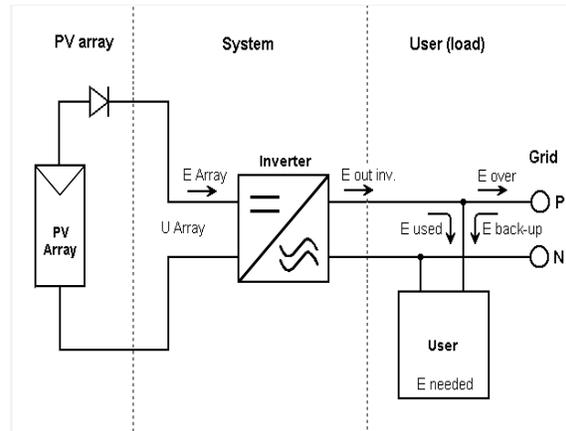 PV array
System
User (load)
Grid
Inverter
E Array
E out inv.
E over
P
U Array
PV
Array
E used
E back-up
N
User
E needed